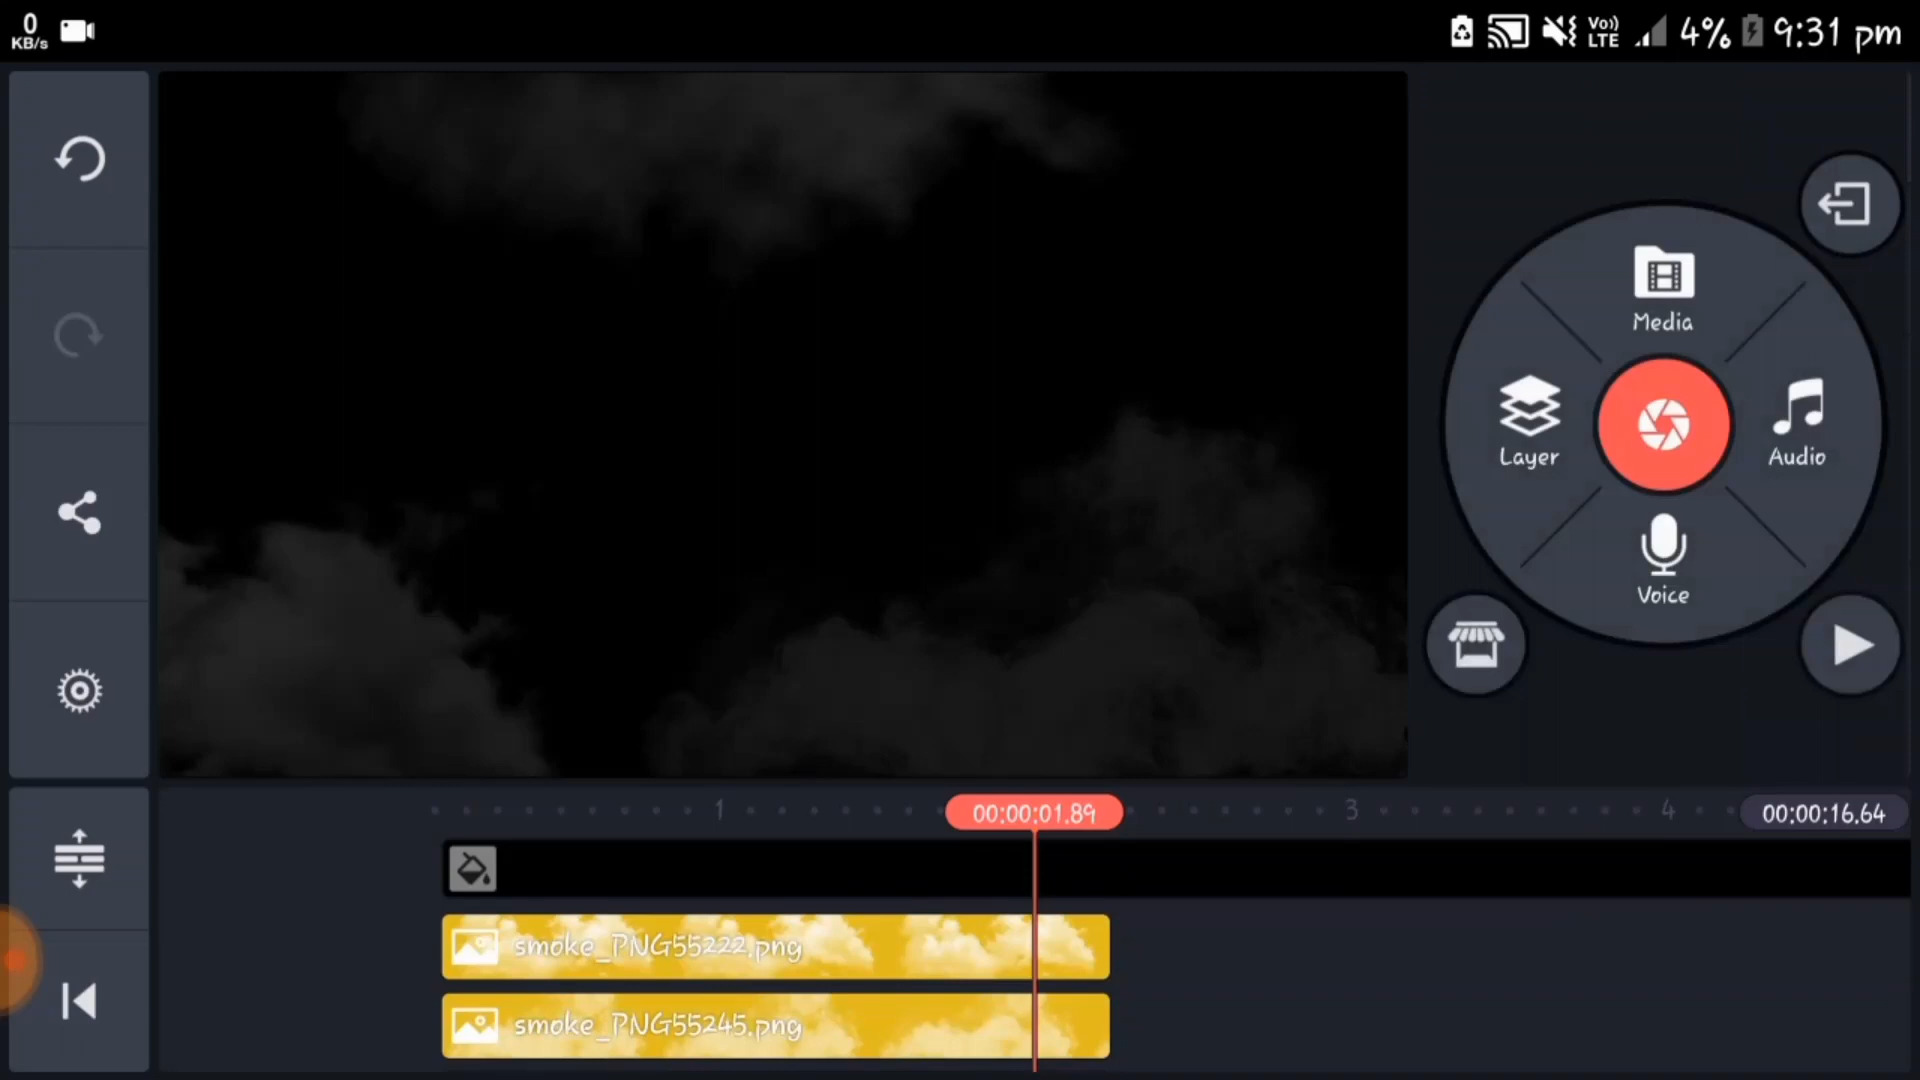 0
KB/s
Vo))
LTE
4%
9:31 pm
Media
Layer
Audio
Voice
1
00:00:01.89
3
4
00:00:16.64
smoke_PNG55222.png
smoke_PNG55245.png